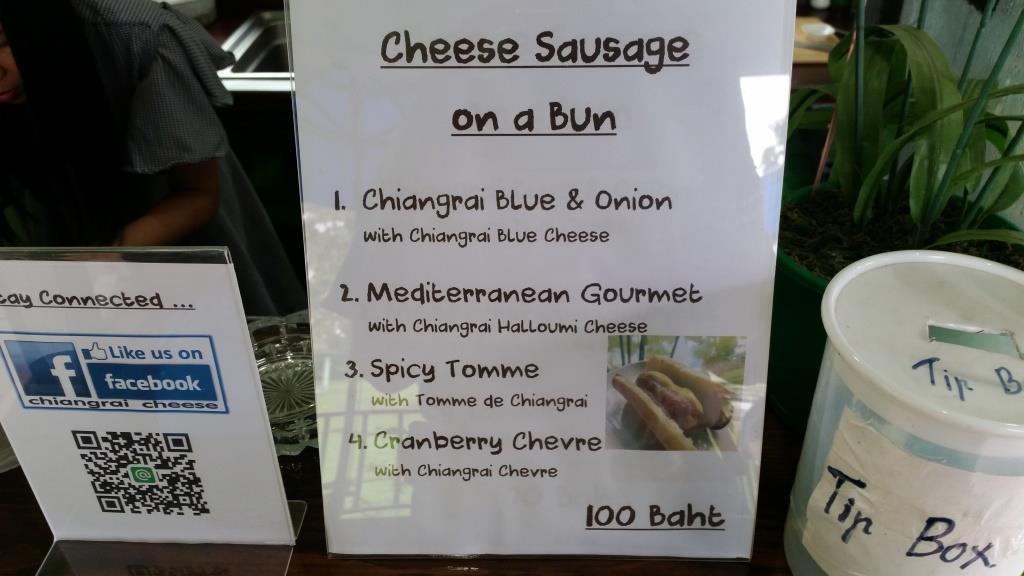 Cheese Sausage
on a Bun
1. Chiangrai Blue & Onion
with Chiangrai Blue Cheese
2. Mediterranean Gourmet
with Chiangrai Halloumi Cheese
3. Spicy Tomme
with Tomme de Chiangrai
4. Cranberry Chevre
with Chiangrai Chevre
100 Baht
tay Connected ...
f Like us on
facebook
chiangrai cheese
Tip B
Tip Box